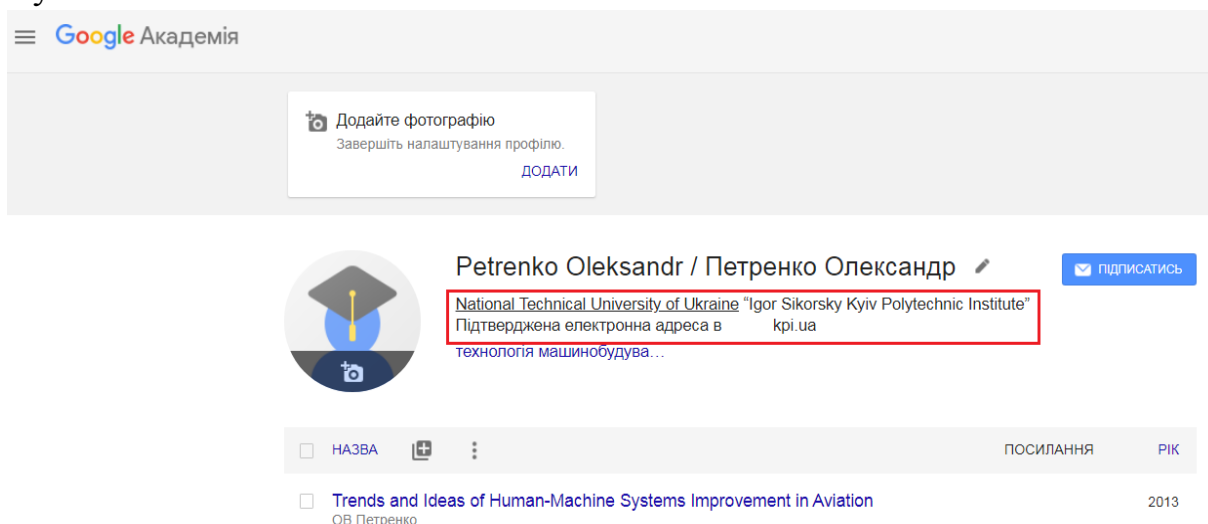 Google Академія
Додайте фотографію
Завершіть налаштування профілю.
ДОДАТИ
Petrenko Oleksandr / Петренко Олександр
ПІДПИСАТИСЬ
National Technical University of Ukraine “Igor Sikorsky Kyiv Polytechnic Institute”
Підтверджена електронна адреса в kpi.ua
технологія машинобудува…
НАЗВА ПОСИЛАННЯ РІК
Trends and Ideas of Human-Machine Systems Improvement in Aviation 2013
ОВ Петренко